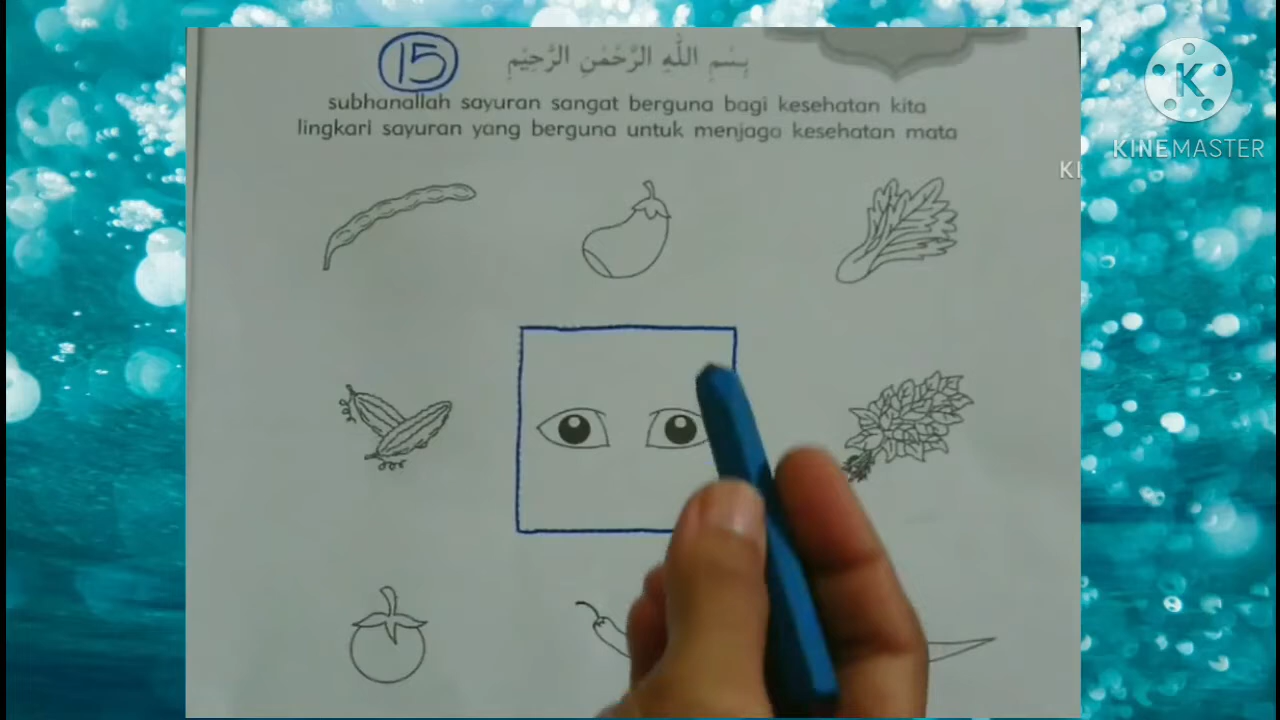 15
بِسْمِ اللّٰهِ الرَّحْمٰنِ الرَّحِيْمِ
subhanallah sayuran sangat berguna bagi kesehatan kita
lingkari sayuran yang berguna untuk menjaga kesehatan mata
K
KINEMASTER
KI